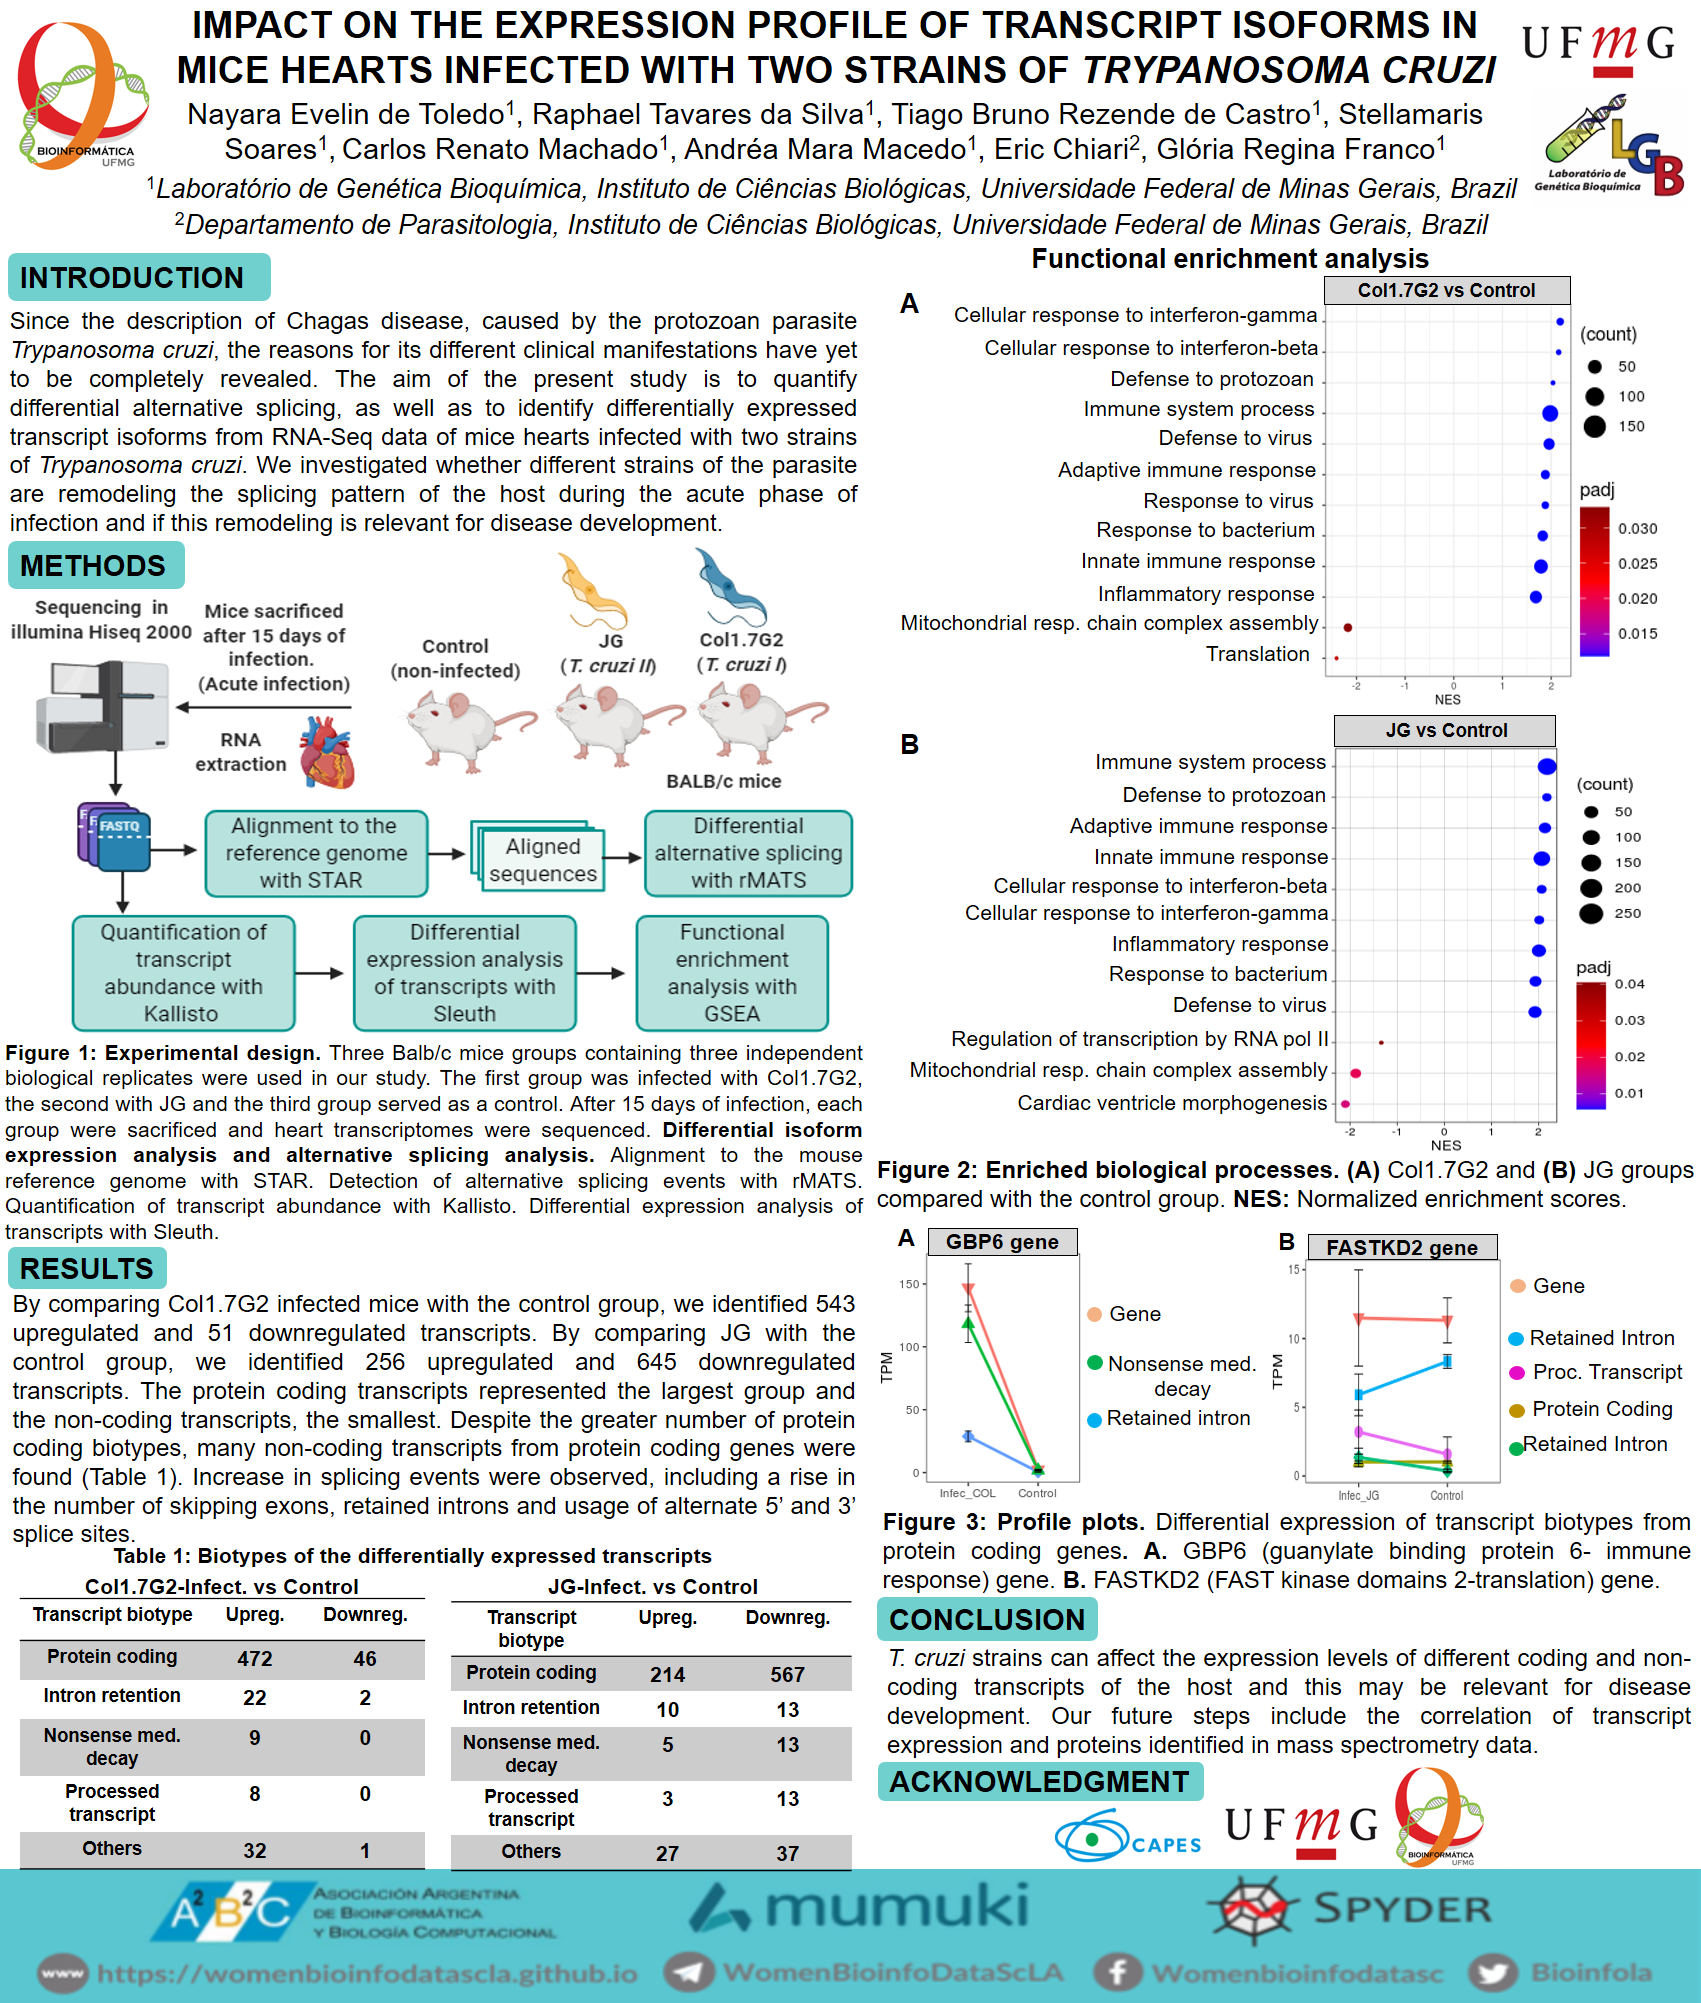 IMPACT ON THE EXPRESSION PROFILE OF TRANSCRIPT ISOFORMS IN
MICE HEARTS INFECTED WITH TWO STRAINS OF TRYPANOSOMA CRUZI
Nayara Evelin de Toledo1, Raphael Tavares da Silva1, Tiago Bruno Rezende de Castro1, Stellamaris
Soares1, Carlos Renato Machado1, Andréa Mara Macedo1, Eric Chiari2, Glória Regina Franco1
1Laboratório de Genética Bioquímica, Instituto de Ciências Biológicas, Universidade Federal de Minas Gerais, Brazil
2Departamento de Parasitologia, Instituto de Ciências Biológicas, Universidade Federal de Minas Gerais, Brazil
BIOINFORMÁTICA
UFMG
UFmG
LGB
Laboratório de
Genética Bioquímica
INTRODUCTION
Since the description of Chagas disease, caused by the protozoan parasite
Trypanosoma cruzi, the reasons for its different clinical manifestations have yet
to be completely revealed. The aim of the present study is to quantify
differential alternative splicing, as well as to identify differentially expressed
transcript isoforms from RNA-Seq data of mice hearts infected with two strains
of Trypanosoma cruzi. We investigated whether different strains of the parasite
are remodeling the splicing pattern of the host during the acute phase of
infection and if this remodeling is relevant for disease development.
METHODS
Sequencing in
illumina Hiseq 2000
Mice sacrificed
after 15 days of
infection.
(Acute infection)
RNA
extraction
Control
(non-infected)
JG
(T. cruzi II)
Col1.7G2
(T. cruzi I)
BALB/c mice
F
F
FASTQ
Alignment to the
reference genome
with STAR
Aligned
sequences
Differential
alternative splicing
with rMATS
Quantification of
transcript
abundance with
Kallisto
Differential
expression analysis
of transcripts with
Sleuth
Functional
enrichment
analysis with
GSEA
Figure 1: Experimental design. Three Balb/c mice groups containing three independent
biological replicates were used in our study. The first group was infected with Col1.7G2,
the second with JG and the third group served as a control. After 15 days of infection, each
group were sacrificed and heart transcriptomes were sequenced. Differential isoform
expression analysis and alternative splicing analysis. Alignment to the mouse
reference genome with STAR. Detection of alternative splicing events with rMATS.
Quantification of transcript abundance with Kallisto. Differential expression analysis of
transcripts with Sleuth.
RESULTS
By comparing Col1.7G2 infected mice with the control group, we identified 543
upregulated and 51 downregulated transcripts. By comparing JG with the
control group, we identified 256 upregulated and 645 downregulated
transcripts. The protein coding transcripts represented the largest group and
the non-coding transcripts, the smallest. Despite the greater number of protein
coding biotypes, many non-coding transcripts from protein coding genes were
found (Table 1). Increase in splicing events were observed, including a rise in
the number of skipping exons, retained introns and usage of alternate 5’ and 3’
splice sites.
Table 1: Biotypes of the differentially expressed transcripts
Col1.7G2-Infect. vs Control
Transcript biotype Upreg. Downreg.
Protein coding 472 46
Intron retention 22 2
Nonsense med.
decay 9 0
Processed
transcript 8 0
Others 32 1
JG-Infect. vs Control
Transcript
biotype Upreg. Downreg.
Protein coding 214 567
Intron retention 10 13
Nonsense med.
decay 5 13
Processed
transcript 3 13
Others 27 37
Functional enrichment analysis
A
Col1.7G2 vs Control
Cellular response to interferon-gamma
Cellular response to interferon-beta
Defense to protozoan
Immune system process
Defense to virus
Adaptive immune response
Response to virus
Response to bacterium
Innate immune response
Inflammatory response
Mitochondrial resp. chain complex assembly
Translation
-2 -1 0 1 2
NES
(count)
50
100
150
padj
0.030
0.025
0.020
0.015
B
JG vs Control
Immune system process
Defense to protozoan
Adaptive immune response
Innate immune response
Cellular response to interferon-beta
Cellular response to interferon-gamma
Inflammatory response
Response to bacterium
Defense to virus
Regulation of transcription by RNA pol II
Mitochondrial resp. chain complex assembly
Cardiac ventricle morphogenesis
-2 -1 0 1 2
NES
(count)
50
100
150
200
250
padj
0.04
0.03
0.02
0.01
Figure 2: Enriched biological processes. (A) Col1.7G2 and (B) JG groups
compared with the control group. NES: Normalized enrichment scores.
A
GBP6 gene
TPM
150
100
50
0
Infec_COL Control
Gene
Nonsense med.
decay
Retained intron
B
FASTKD2 gene
TPM
15
10
5
0
Infec_JG Control
Gene
Retained Intron
Proc. Transcript
Protein Coding
Retained Intron
Figure 3: Profile plots. Differential expression of transcript biotypes from
protein coding genes. A. GBP6 (guanylate binding protein 6- immune
response) gene. B. FASTKD2 (FAST kinase domains 2-translation) gene.
CONCLUSION
T. cruzi strains can affect the expression levels of different coding and non-
coding transcripts of the host and this may be relevant for disease
development. Our future steps include the correlation of transcript
expression and proteins identified in mass spectrometry data.
ACKNOWLEDGMENT
CAPES
UFmG
BIOINFORMÁTICA
UFMG
A2B2C
ASOCIACIÓN ARGENTINA
DE BIOINFORMÁTICA
Y BIOLOGÍA COMPUTACIONAL
mumuki
SPYDER
www https://womenbioinfodatascla.github.io
WomenBioinfoDataScLA
f Womenbioinfodatasc
Bioinfola